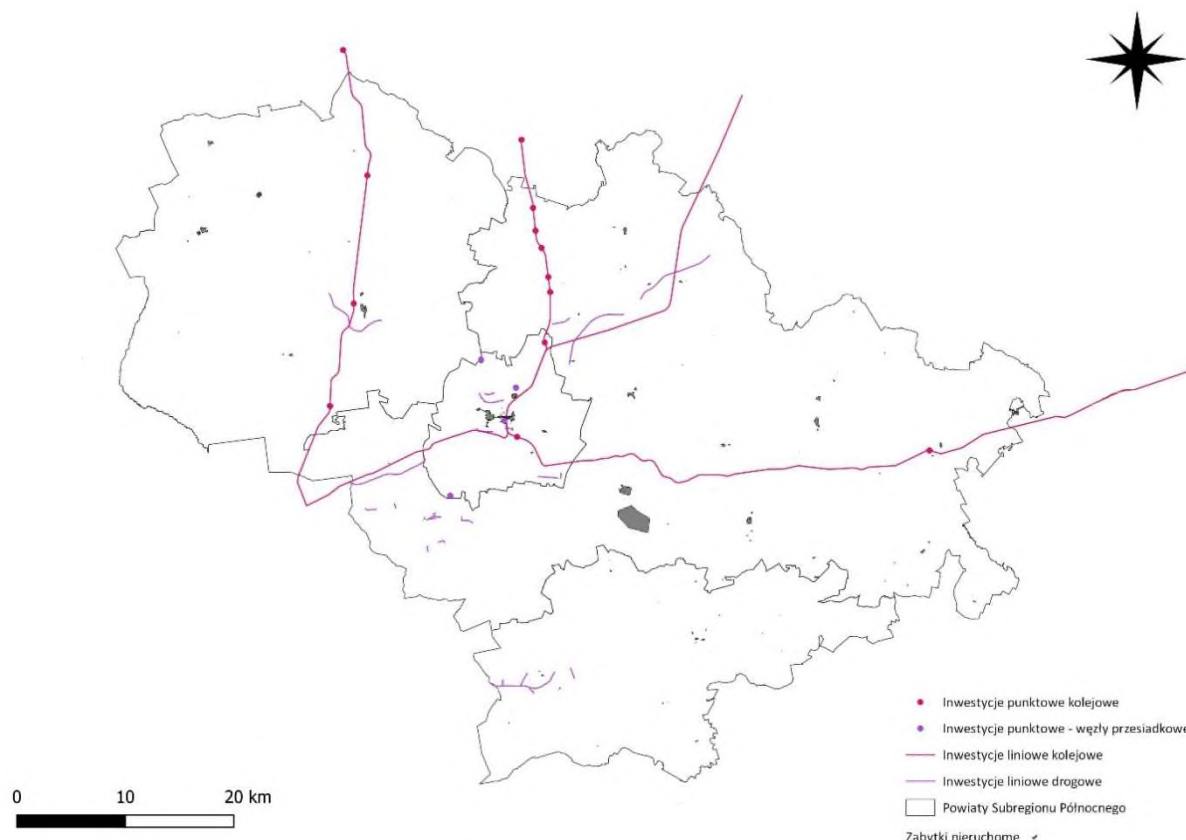 Inwestycje punktowe kolejowe
Inwestycje punktowe - węzły przesiadkowe
Inwestycje liniowe kolejowe
Inwestycje liniowe drogowe
Powiaty Subregionu Północnego
Zabytki nieruchome
0 10 20 km